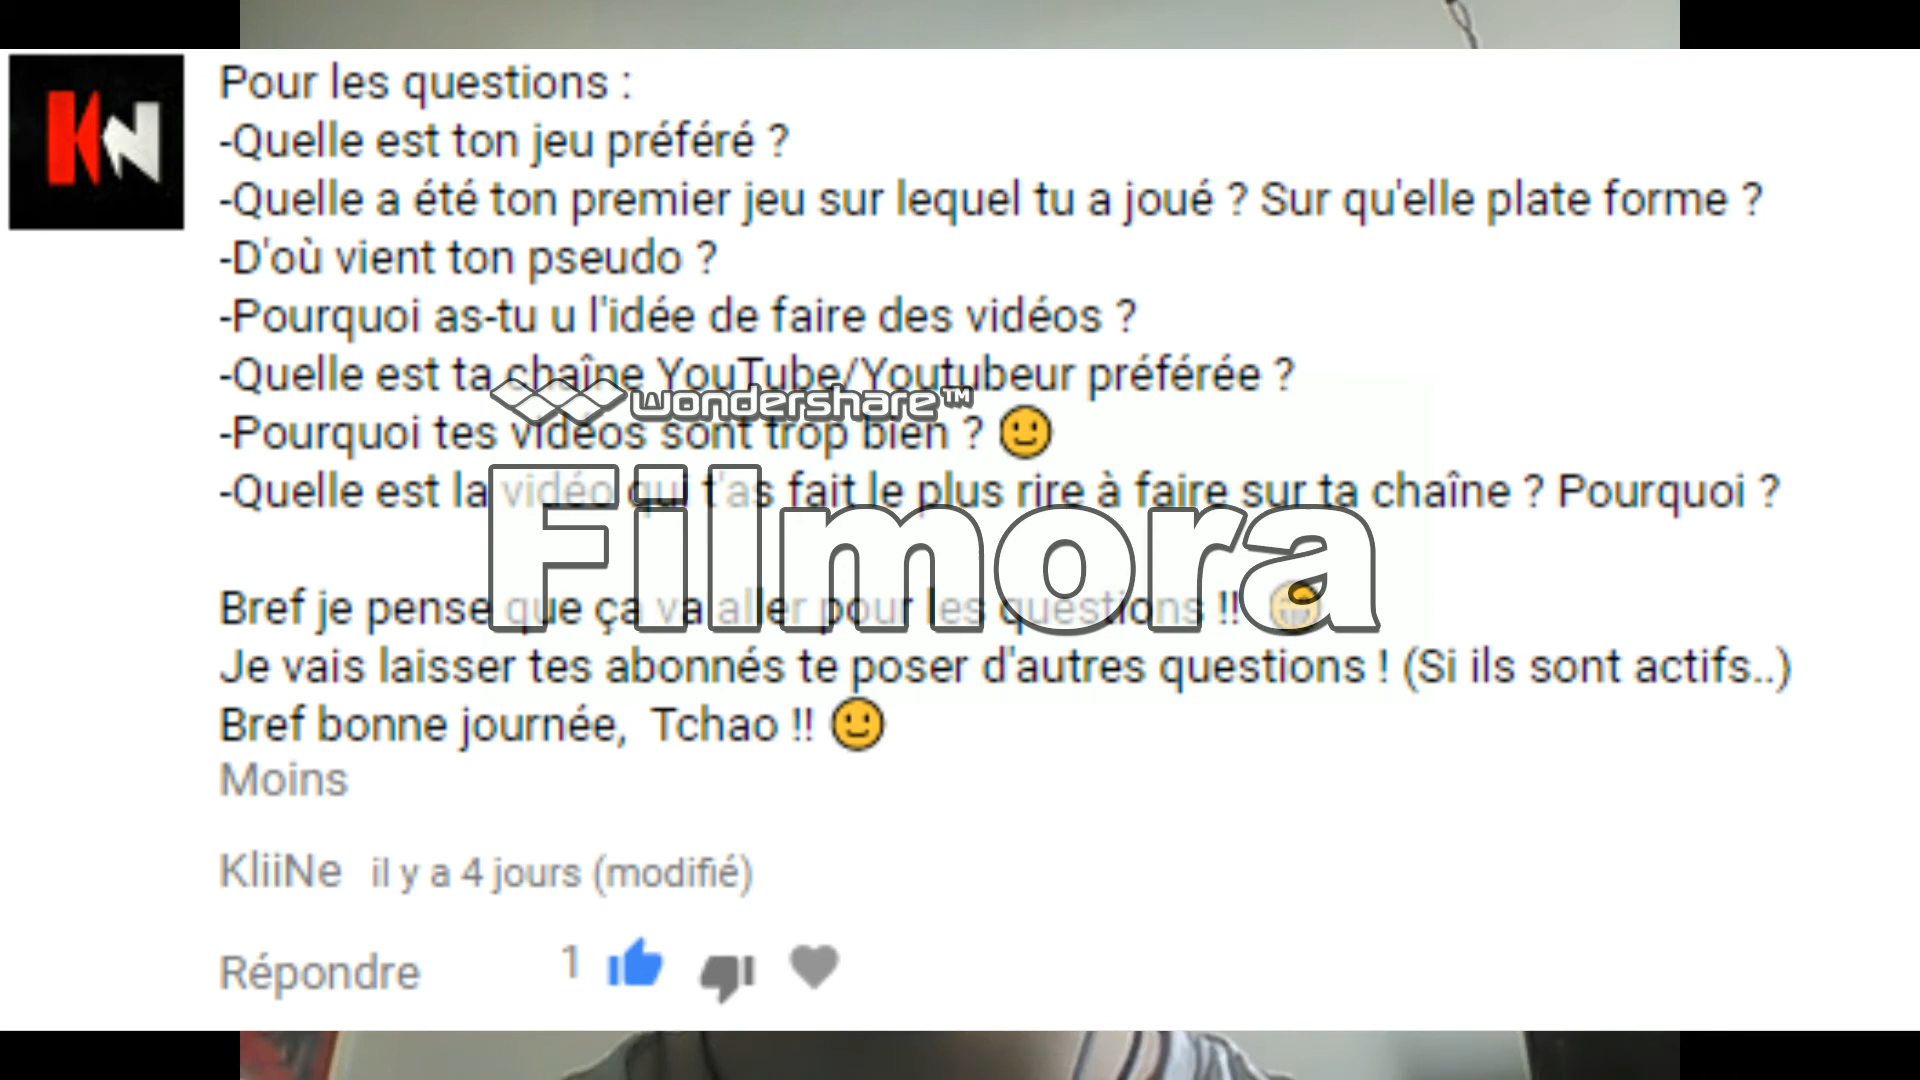 KN
Pour les questions :
-Quelle est ton jeu préféré ?
-Quelle a été ton premier jeu sur lequel tu a joué ? Sur qu'elle plate forme ?
-D'où vient ton pseudo ?
-Pourquoi as-tu u l'idée de faire des vidéos ?
-Quelle est ta chaîne YouTube/Youtubeur préférée ?
wondershare™
-Pourquoi tes vidéos sont trop bien ? 🙂
-Quelle est la vidéo qui t'as fait le plus rire à faire sur ta chaîne ? Pourquoi ?
Filmora
Bref je pense que ça va aller pour les questions !! 😁
Je vais laisser tes abonnés te poser d'autres questions ! (Si ils sont actifs..)
Bref bonne journée, Tchao !! 🙂
Moins
KliiNe il y a 4 jours (modifié)
Répondre 1